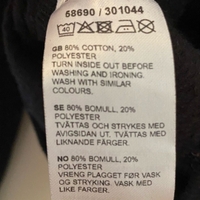 58690 / 301044
40
GB 80% COTTON, 20%
POLYESTER
TURN INSIDE OUT BEFORE
WASHING AND IRONING.
WASH WITH SIMILAR
COLOURS.
SE 80% BOMULL, 20%
POLYESTER
TVÄTTAS OCH STRYKES MED
AVIGSIDAN UT. TVÄTTAS MED
LIKNANDE FÄRGER.
NO 80% BOMULL, 20%
POLYESTER
VRENG PLAGGET FØR VASK
OG STRYKING. VASK MED
LIKE FARGER.